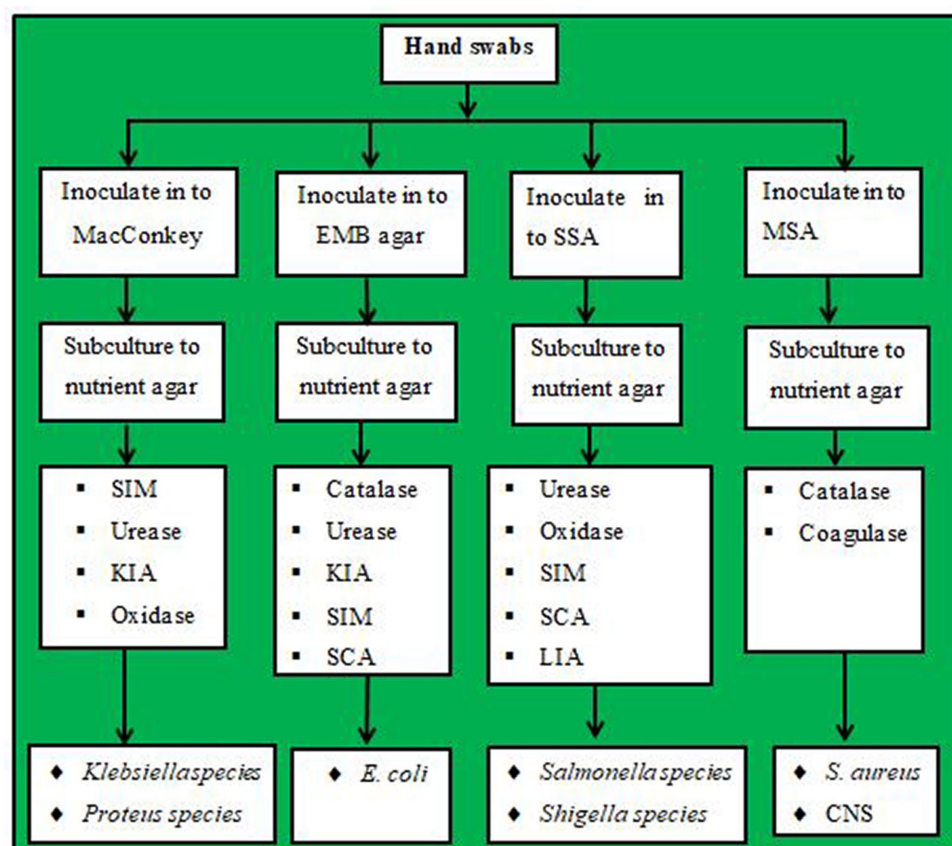 Hand swabs
Inoculate in to
MacConkey
Inoculate in to
EMB agar
Inoculate in
to SSA
Inoculate in to
MSA
Subculture to
nutrient agar
Subculture to
nutrient agar
Subculture to
nutrient agar
Subculture to
nutrient agar
▪ SIM
▪ Urease
▪ KIA
▪ Oxidase
▪ Catalase
▪ Urease
▪ KIA
▪ SIM
▪ SCA
▪ Urease
▪ Oxidase
▪ SIM
▪ SCA
▪ LIA
▪ Catalase
▪ Coagulase
♦ Klebsiella species
♦ Proteus species
♦ E. coli
♦ Salmonella species
♦ Shigella species
♦ S. aureus
♦ CNS